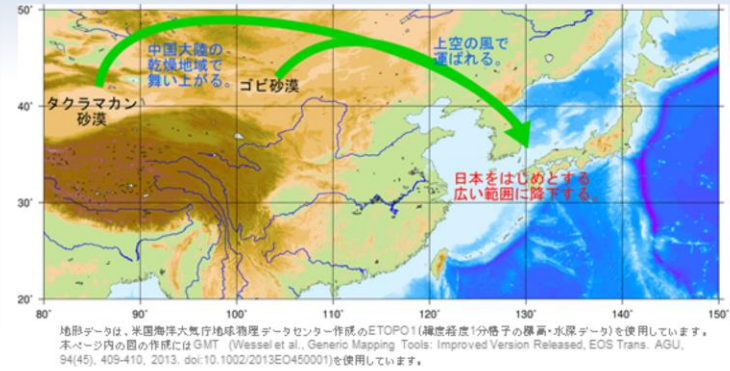 50˚
中国大陸の
乾燥地域で
舞い上がる。
上空の風で
運ばれる。
ゴビ砂漠
タクラマカン
砂漠
40˚
日本をはじめとする
広い範囲に降下する。
30˚
20˚
80˚ 90˚ 100˚ 110˚ 120˚ 130˚ 140˚ 150˚
地形データは、米国海洋大気庁地球物理データセンター作成のETOPO1(緯度経度1分格子の標高・水深データ)を使用しています。
本ページ内の図の作成にはGMT (Wessel et al., Generic Mapping Tools: Improved Version Released, EOS Trans. AGU,
94(45), 409-410, 2013. doi:10.1002/2013EO450001)を使用しています。